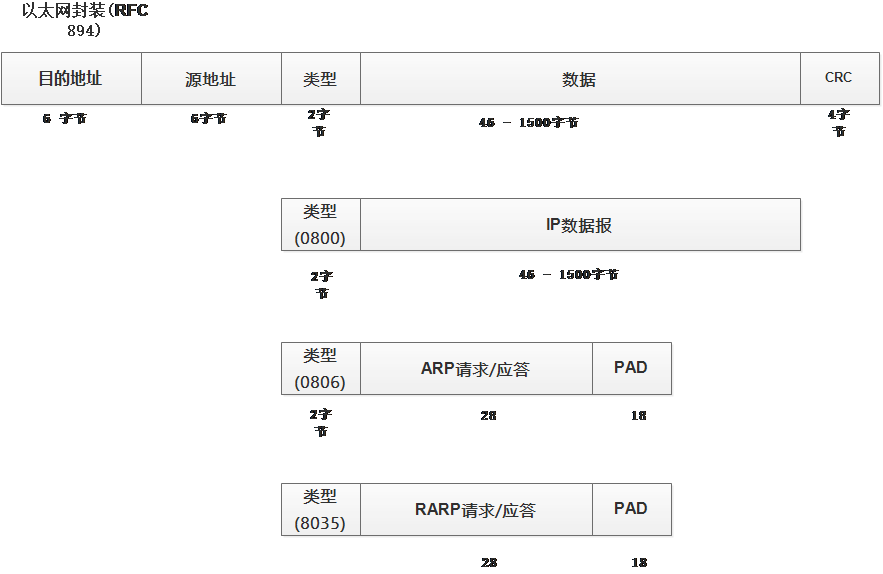 以太网封装(RFC
894)
目的地址 源地址 类型 数据 CRC
6 字节 6字节 2字 46 - 1500字节 4字
节 节
类型
(0800) IP数据报
2字 46 - 1500字节
节
类型
(0806) ARP请求/应答 PAD
2字 28 18
节
类型
(8035) RARP请求/应答 PAD
28 18